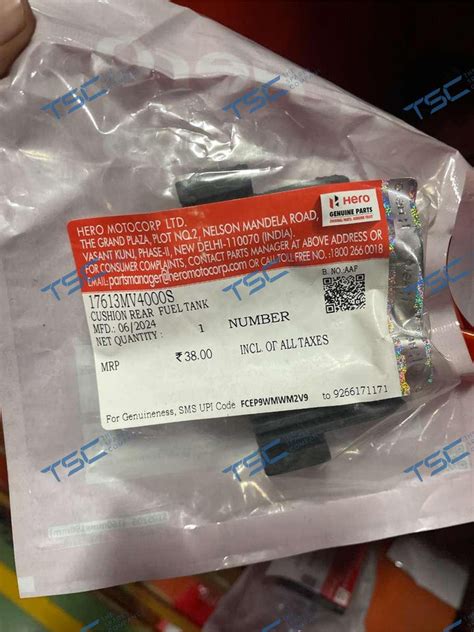 HERO MOTOCORP LTD.
THE GRAND PLAZA, PLOT NO.2, NELSON MANDELA ROAD,
VASANT KUNJ, PHASE-II, NEW DELHI-110070 (INDIA).
FOR CONSUMER COMPLAINTS, CONTACT PARTS MANAGER AT ABOVE ADDRESS OR
EMAIL:partsmanager@heromotocorp.com TOLL FREE NO.:1800 266 0018
Hero
GENUINE PARTS
17613MV4000S
B. NO.:AAF
CUSHION REAR FUEL TANK
MFD.: 06/2024
NET QUANTITY : 1 NUMBER
MRP ₹38.00 INCL. OF ALL TAXES
For Genuineness, SMS UPI Code FCEP9WMWM2V9 to 9266171171
TSC
TSC
TSC
TSC
TSC
TSC
TSC
TSC
TSC